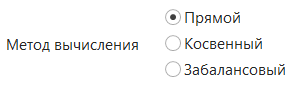 Прямой
Метод вычисления
Косвенный
Забалансовый